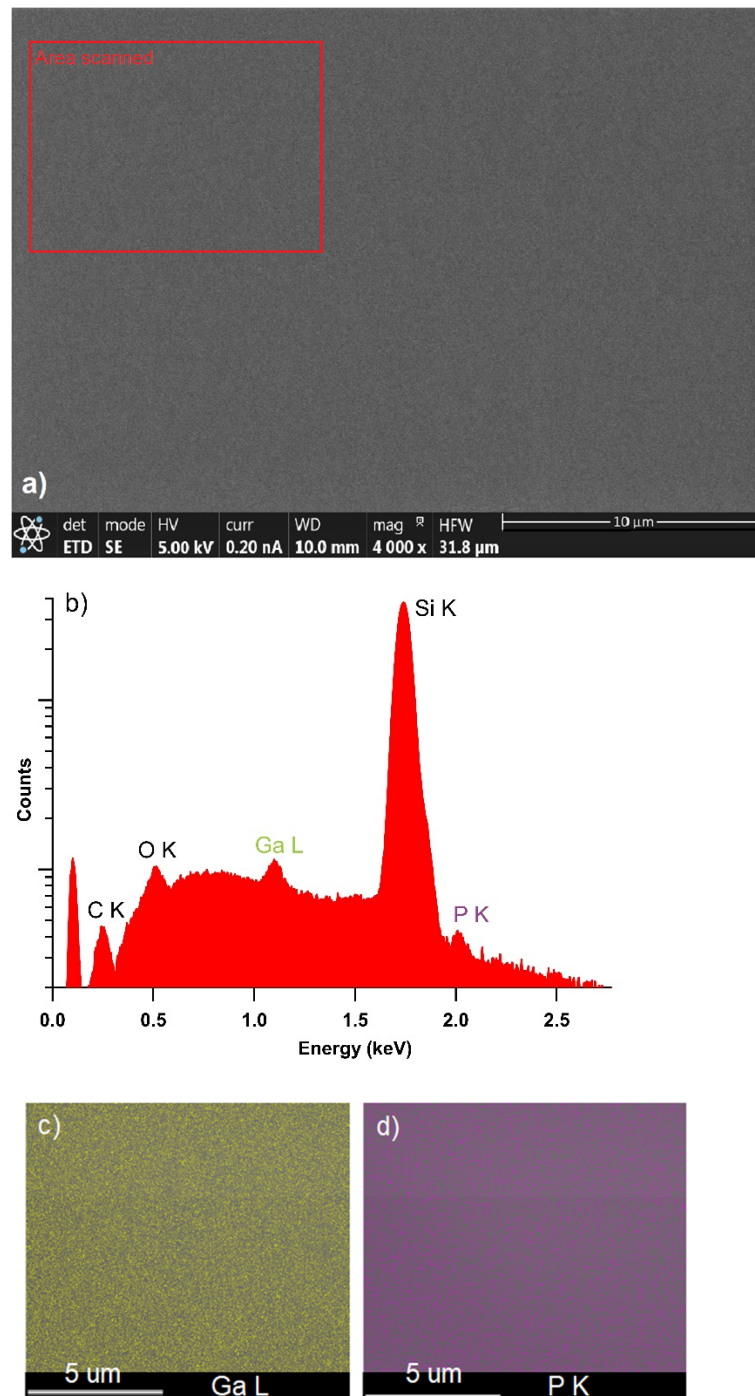 Area scanned
a)
det mode HV curr WD mag HFW 10 µm
ETD SE 5.00 kV 0.20 nA 10.0 mm 4 000 x 31.8 µm
b)
Si K
Counts
O K
Ga L
C K
P K
0.0 0.5 1.0 1.5 2.0 2.5
Energy (keV)
c) d)
5 um Ga L 5 um P K